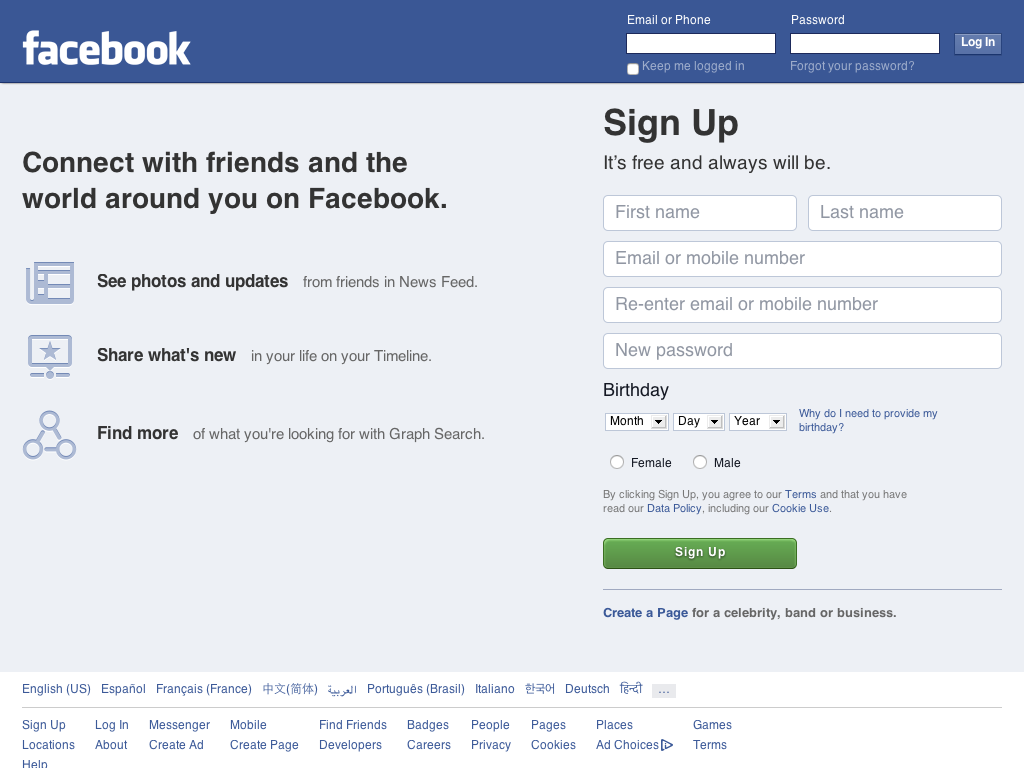 facebook
Email or Phone
Password
Log In
Keep me logged in
Forgot your password?
Connect with friends and the
world around you on Facebook.
See photos and updates from friends in News Feed.
Share what's new in your life on your Timeline.
Find more of what you're looking for with Graph Search.
Sign Up
It's free and always will be.
First name
Last name
Email or mobile number
Re-enter email or mobile number
New password
Birthday
Month Day Year
Why do I need to provide my
birthday?
Female Male
By clicking Sign Up, you agree to our Terms and that you have
read our Data Policy, including our Cookie Use.
Sign Up
Create a Page for a celebrity, band or business.
English (US) Español Français (France) 中文(简体) العربية Português (Brasil) Italiano 한국어 Deutsch हिन्दी ...
Sign Up Log In Messenger Mobile Find Friends Badges People Pages Places Games
Locations About Create Ad Create Page Developers Careers Privacy Cookies Ad Choices Terms
Help